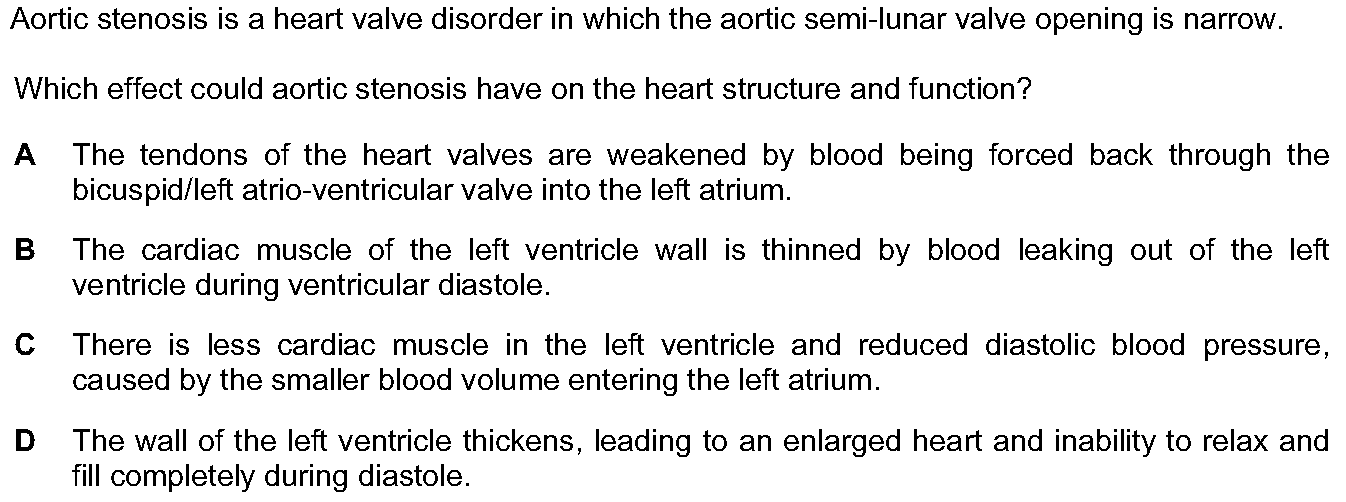 Aortic stenosis is a heart valve disorder in which the aortic semi-lunar valve opening is narrow.
Which effect could aortic stenosis have on the heart structure and function?
A The tendons of the heart valves are weakened by blood being forced back through the
bicuspid/left atrio-ventricular valve into the left atrium.
B The cardiac muscle of the left ventricle wall is thinned by blood leaking out of the left
ventricle during ventricular diastole.
C There is less cardiac muscle in the left ventricle and reduced diastolic blood pressure,
caused by the smaller blood volume entering the left atrium.
D The wall of the left ventricle thickens, leading to an enlarged heart and inability to relax and
fill completely during diastole.